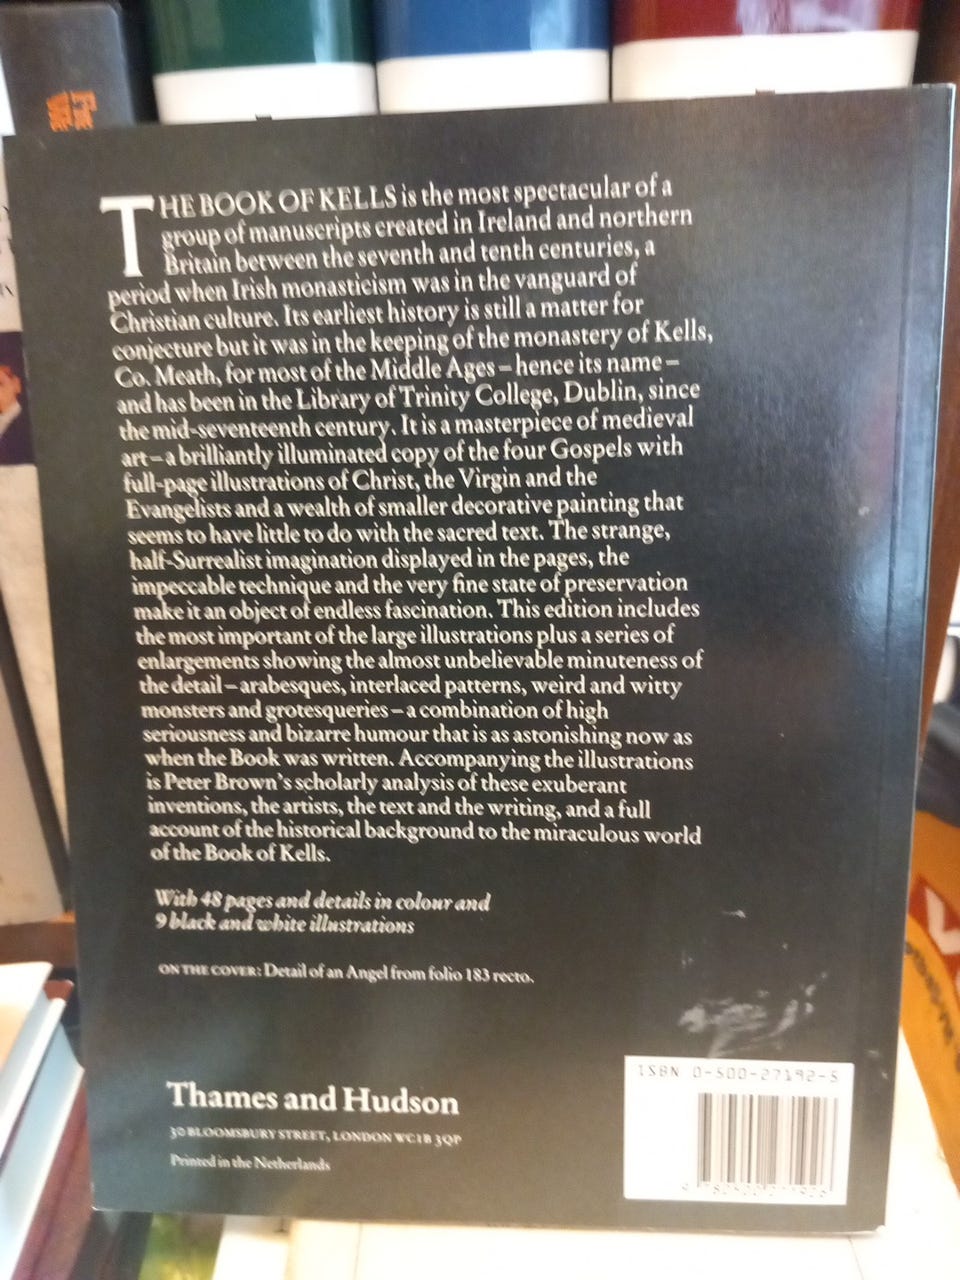 THE BOOK OF KELLS is the most spectacular of a
group of manuscripts created in Ireland and northern
Britain between the seventh and tenth centuries, a
period when Irish monasticism was in the vanguard of
Christian culture. Its earliest history is still a matter for
conjecture but it was in the keeping of the monastery of Kells,
Co. Meath, for most of the Middle Ages – hence its name –
and has been in the Library of Trinity College, Dublin, since
the mid-seventeenth century. It is a masterpiece of medieval
art – a brilliantly illuminated copy of the four Gospels with
full-page illustrations of Christ, the Virgin and the
Evangelists and a wealth of smaller decorative painting that
seems to have little to do with the sacred text. The strange,
half-Surrealist imagination displayed in the pages, the
impeccable technique and the very fine state of preservation
make it an object of endless fascination. This edition includes
the most important of the large illustrations plus a series of
enlargements showing the almost unbelievable minuteness of
the detail – arabesques, interlaced patterns, weird and witty
monsters and grotesqueries – a combination of high
seriousness and bizarre humour that is as astonishing now as
when the Book was written. Accompanying the illustrations
is Peter Brown's scholarly analysis of these exuberant
inventions, the artists, the text and the writing, and a full
account of the historical background to the miraculous world
of the Book of Kells.
With 48 pages and details in colour and
9 black and white illustrations
ON THE COVER: Detail of an Angel from folio 183 recto.
Thames and Hudson
30 BLOOMSBURY STREET, LONDON WC1B 3QP
Printed in the Netherlands
ISBN 0-500-27192-5